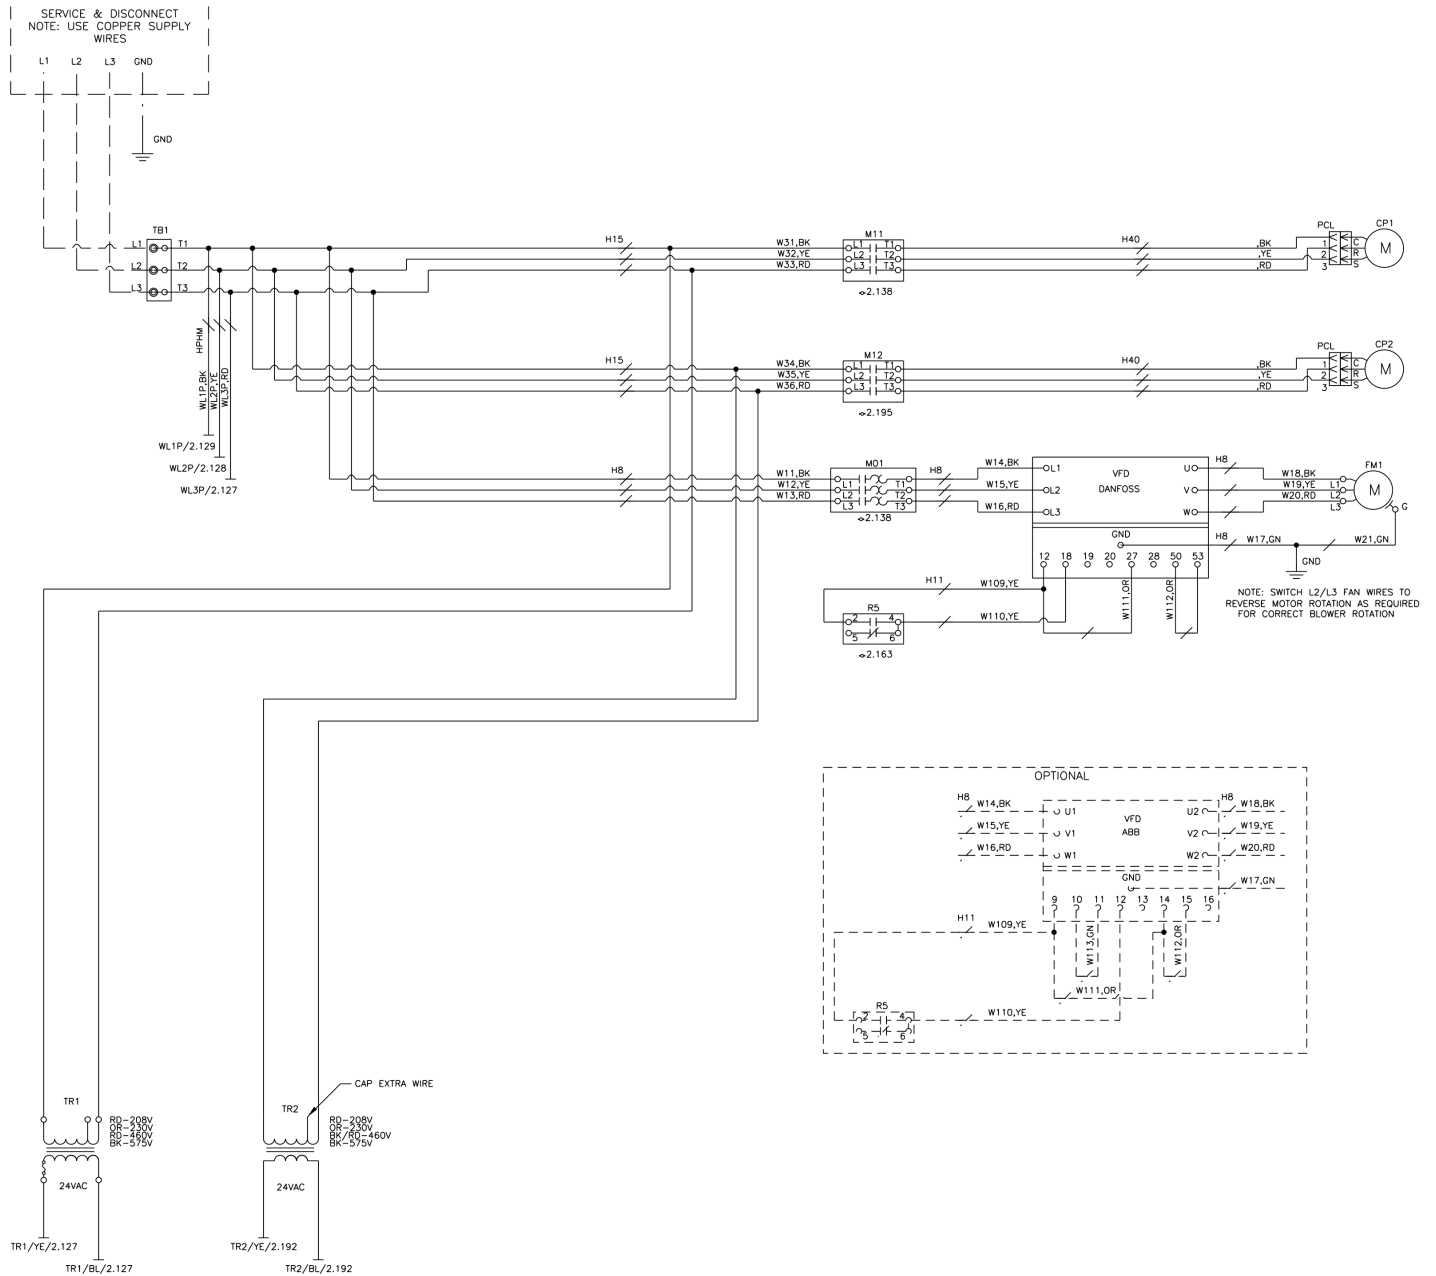 SERVICE & DISCONNECT
NOTE: USE COPPER SUPPLY
WIRES
L1 L2 L3 GND
GND
TB1
L1 T1
L2 T2
L3 T3
HPHM
WL1P,BK
WL2P,YE
WL3P,RD
WL1P/2.129
WL2P/2.128
WL3P/2.127
H15
W31,BK
W32,YE
W33,RD
M11
L1 T1
L2 T2
L3 T3
⬄2.138
H40
,BK
,YE
,RD
PCL
1 C
2 R
3 S
CP1
M
H15
W34,BK
W35,YE
W36,RD
M12
L1 T1
L2 T2
L3 T3
⬄2.195
H40
,BK
,YE
,RD
PCL
1 C
2 R
3 S
CP2
M
H8
W11,BK
W12,YE
W13,RD
M01
L1 T1
L2 T2
L3 T3
⬄2.138
H8
W14,BK
W15,YE
W16,RD
L1 VFD U
L2 DANFOSS V
L3 W
GND
12 18 19 20 27 28 50 53
H8
W18,BK
W19,YE
W20,RD
L1
L2
L3
FM1
M
G
H8
W17,GN
W21,GN
GND
NOTE: SWITCH L2/L3 FAN WIRES TO
REVERSE MOTOR ROTATION AS REQUIRED
FOR CORRECT BLOWER ROTATION
H11
W109,YE
W111,OR
W112,OR
R5
2 4
5 6
W110,YE
⬄2.163
OPTIONAL
H8
W14,BK
W15,YE
W16,RD
U1 VFD U2
V1 ABB V2
W1 W2
H8
W18,BK
W19,YE
W20,RD
GND
W17,GN
9 10 11 12 13 14 15 16
H11
W109,YE
W113,GN
W112,OR
W111,OR
R5
2 4
5 6
W110,YE
TR1
RD-208V
OR-230V
RD-460V
BK-575V
24VAC
TR1/YE/2.127
TR1/BL/2.127
CAP EXTRA WIRE
TR2
RD-208V
OR-230V
BK/RD-460V
BK-575V
24VAC
TR2/YE/2.192
TR2/BL/2.192